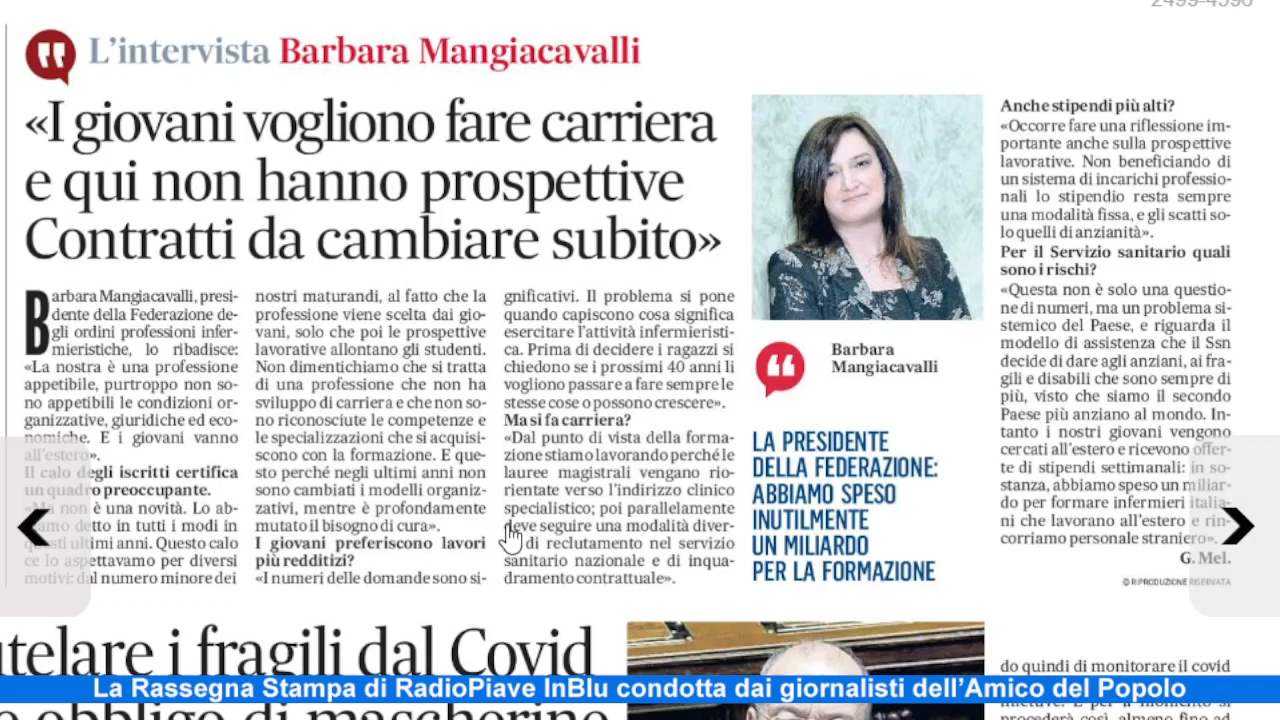 2499-4596
L'intervista Barbara Mangiacavalli
«I giovani vogliono fare carriera
e qui non hanno prospettive
Contratti da cambiare subito»
Barbara Mangiacavalli, presi-
dente della Federazione de-
gli ordini professioni infer-
mieristiche, lo ribadisce:
«La nostra è una professione
appetibile, purtroppo non so-
no appetibili le condizioni or-
ganizzative, giuridiche ed eco-
nomiche. E i giovani vanno
all'estero».
Il calo degli iscritti certifica
un quadro preoccupante.
«Ma non è una novità. Lo ab-
biamo detto in tutti i modi in
questi ultimi anni. Questo calo
ce lo aspettavamo per diversi
motivi: dal numero minore dei
nostri maturandi, al fatto che la
professione viene scelta dai gio-
vani, solo che poi le prospettive
lavorative allontano gli studenti.
Non dimentichiamo che si tratta
di una professione che non ha
sviluppo di carriera e che non so-
no riconosciute le competenze e
le specializzazioni che si acquisi-
scono con la formazione. E que-
sto perché negli ultimi anni non
sono cambiati i modelli organiz-
zativi, mentre è profondamente
mutato il bisogno di cura».
I giovani preferiscono lavori
più redditizi?
«I numeri delle domande sono si-
gnificativi. Il problema si pone
quando capiscono cosa significa
esercitare l'attività infermieristi-
ca. Prima di decidere i ragazzi si
chiedono se i prossimi 40 anni li
vogliono passare a fare sempre le
stesse cose o possono crescere».
Ma si fa carriera?
«Dal punto di vista della forma-
zione stiamo lavorando perché le
lauree magistrali vengano rio-
rientate verso l'indirizzo clinico
specialistico; poi parallelamente
deve seguire una modalità diver-
di reclutamento nel servizio
sanitario nazionale e di inqua-
dramento contrattuale».
Barbara
Mangiacavalli
LA PRESIDENTE
DELLA FEDERAZIONE:
ABBIAMO SPESO
INUTILMENTE
UN MILIARDO
PER LA FORMAZIONE
Anche stipendi più alti?
«Occorre fare una riflessione im-
portante anche sulla prospettive
lavorative. Non beneficiando di
un sistema di incarichi professio-
nali lo stipendio resta sempre
una modalità fissa, e gli scatti so-
lo quelli di anzianità».
Per il Servizio sanitario quali
sono i rischi?
«Questa non è solo una questio-
ne di numeri, ma un problema si-
stemico del Paese, e riguarda il
modello di assistenza che il Ssn
decide di dare agli anziani, ai fra-
gili e disabili che sono sempre di
più, visto che siamo il secondo
Paese più anziano al mondo. In-
tanto i nostri giovani vengono
cercati all'estero e ricevono offer-
te di stipendi settimanali: in so-
stanza, abbiamo speso un miliar-
do per formare infermieri italia-
ni che lavorano all'estero e rin-
corriamo personale straniero».
G. Mel.
© RIPRODUZIONE RISERVATA
utelare i fragili dal Covid
do quindi di monitorare il covid
La Rassegna Stampa di RadioPiave InBlu condotta dai giornalisti dell'Amico del Popolo
e obbligo di mascherine
procederà così, almeno fino ad